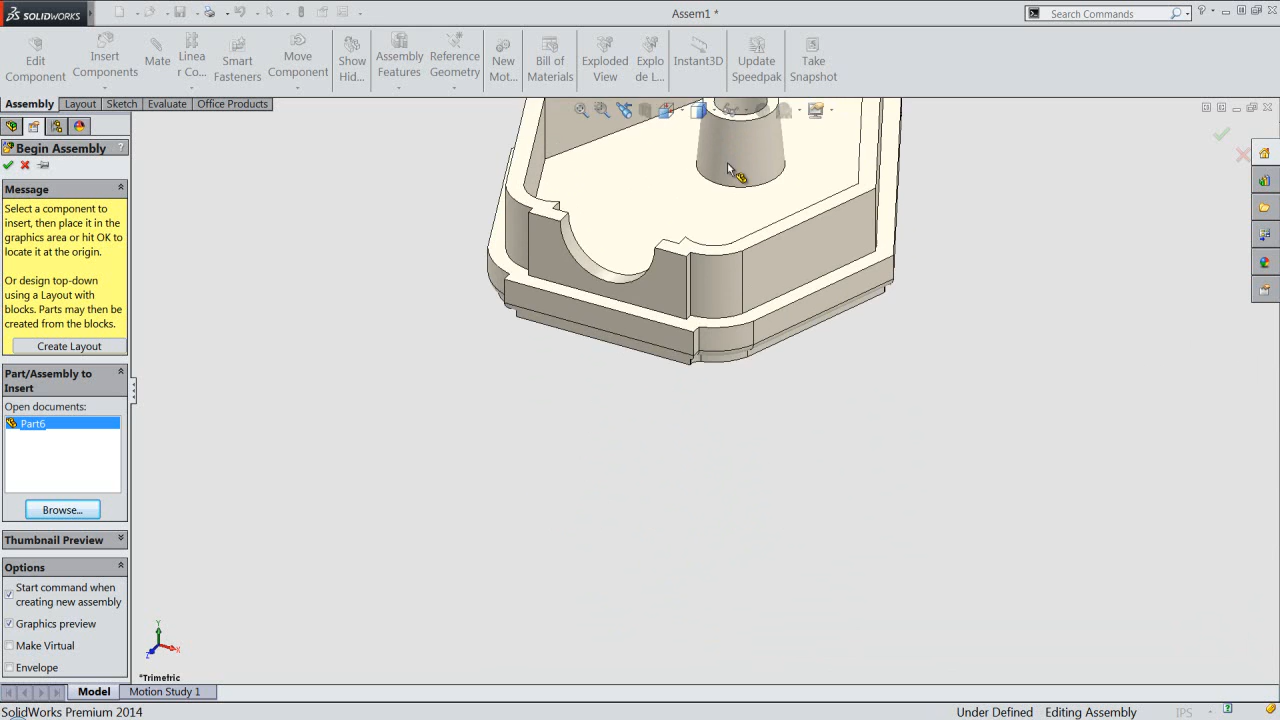 SOLIDWORKS
Assem1 *
Search Commands
Edit
Component
Insert
Components
Mate
Linea
r Co...
Smart
Fasteners
Move
Component
Show
Hid...
Assembly
Features
Reference
Geometry
New
Mot...
Bill of
Materials
Exploded
View
Explo
de L...
Instant3D
Update
Speedpak
Take
Snapshot
Assembly
Layout
Sketch
Evaluate
Office Products
Begin Assembly
?
Message
Select a component to
insert, then place it in the
graphics area or hit OK to
locate it at the origin.
Or design top-down
using a Layout with
blocks. Parts may then be
created from the blocks.
Create Layout
Part/Assembly to
Insert
Open documents:
Part6
Browse...
Thumbnail Preview
Options
Start command when
creating new assembly
Graphics preview
Make Virtual
Envelope
Y
X
Z
*Trimetric
Model
Motion Study 1
SolidWorks Premium 2014
Under Defined
Editing Assembly
IPS